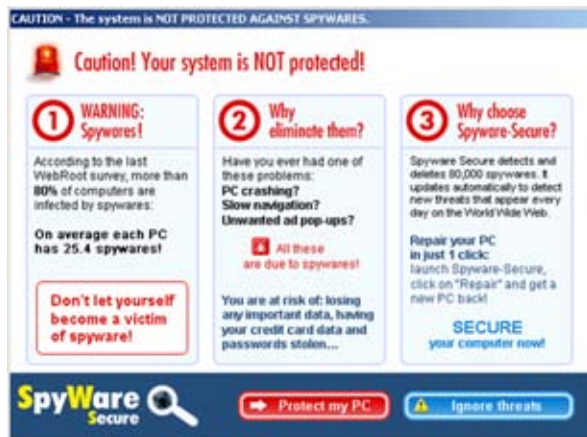 CAUTION - The system is NOT PROTECTED AGAINST SPYWARES.
Caution! Your system is NOT protected!
1 WARNING:
Spywares!
According to the last
WebRoot survey, more than
80% of computers are
infected by spywares:
On average each PC
has 25.4 spywares!
Don't let yourself
become a victim
of spyware!
2 Why
eliminate them?
Have you ever had one of
these problems:
PC crashing?
Slow navigation?
Unwanted ad pop-ups?
All these
are due to spywares!
You are at risk of: losing
any important data, having
your credit card data and
passwords stolen...
3 Why choose
Spyware-Secure?
Spyware Secure detects and
deletes 80,000 spywares. It
updates automatically to detect
new threats that appear every
day on the World Wide Web.
Repair your PC
in just 1 click:
launch Spyware-Secure,
click on "Repair" and get a
new PC back!
SECURE
your computer now!
SpyWare
Secure
Protect my PC
Ignore threats